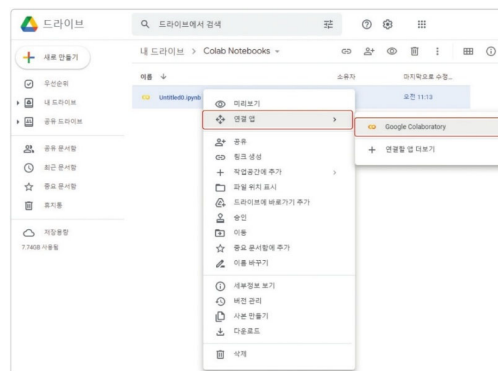 드라이브
드라이브에서 검색
새로 만들기
우선순위
내 드라이브
공유 드라이브
공유 문서함
최근 문서함
중요 문서함
휴지통
저장용량
7.74GB 사용됨
내 드라이브 > Colab Notebooks
이름
소유자
마지막으로 수정...
Untitled0.ipynb
오전 11:13
미리보기
연결 앱
공유
링크 생성
작업공간에 추가
파일 위치 표시
드라이브에 바로가기 추가
승인
이동
중요 문서함에 추가
이름 바꾸기
세부정보 보기
버전 관리
사본 만들기
다운로드
삭제
Google Colaboratory
연결할 앱 더보기